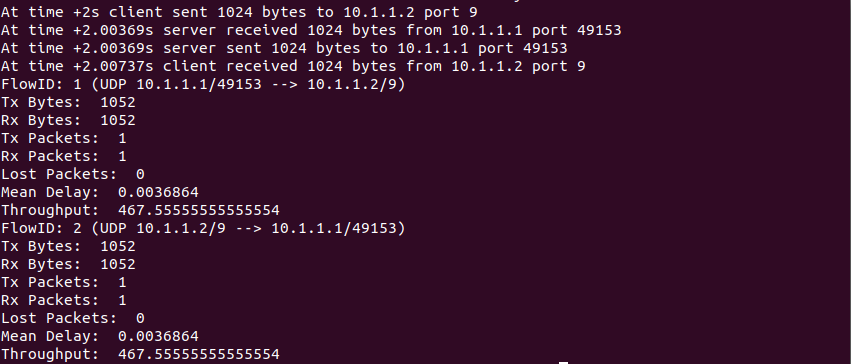 At time +2s client sent 1024 bytes to 10.1.1.2 port 9
At time +2.00369s server received 1024 bytes from 10.1.1.1 port 49153
At time +2.00369s server sent 1024 bytes to 10.1.1.1 port 49153
At time +2.00737s client received 1024 bytes from 10.1.1.2 port 9
FlowID: 1 (UDP 10.1.1.1/49153 --> 10.1.1.2/9)
Tx Bytes:  1052
Rx Bytes:  1052
Tx Packets:  1
Rx Packets:  1
Lost Packets:  0
Mean Delay:  0.0036864
Throughput:  467.55555555555554
FlowID: 2 (UDP 10.1.1.2/9 --> 10.1.1.1/49153)
Tx Bytes:  1052
Rx Bytes:  1052
Tx Packets:  1
Rx Packets:  1
Lost Packets:  0
Mean Delay:  0.0036864
Throughput:  467.55555555555554